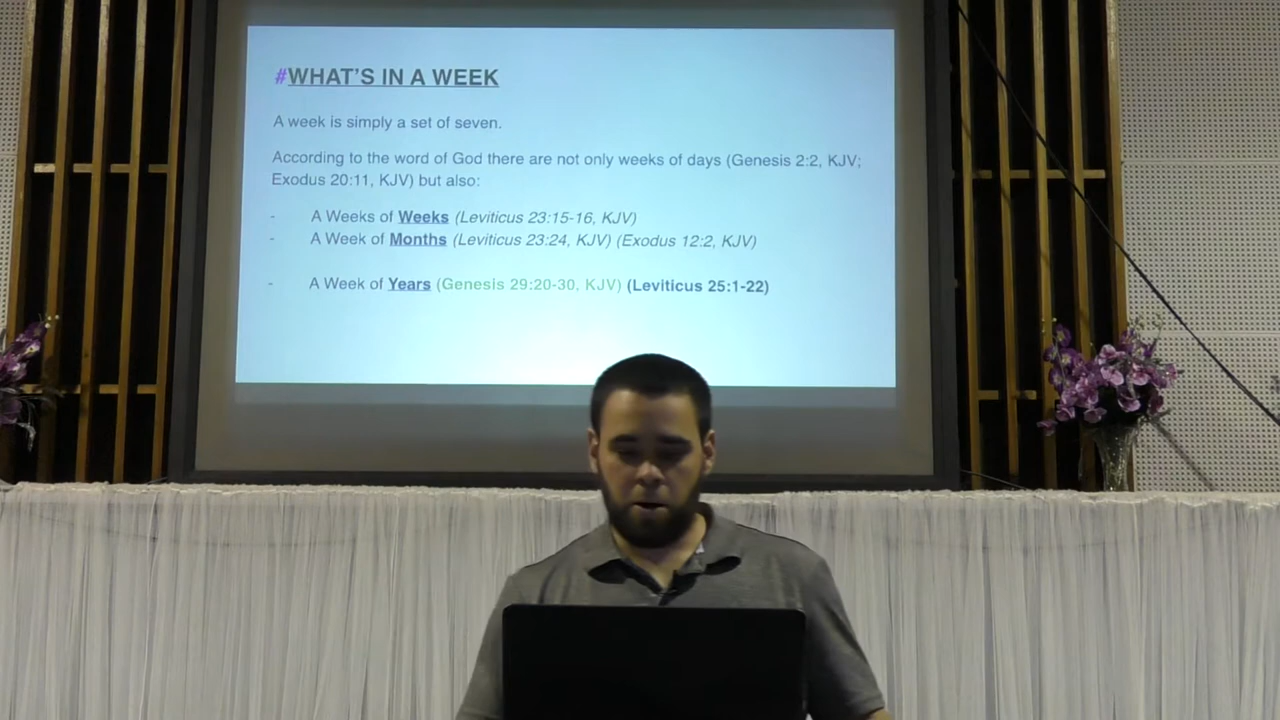 #WHAT'S IN A WEEK
A week is simply a set of seven.
According to the word of God there are not only weeks of days (Genesis 2:2, KJV;
Exodus 20:11, KJV) but also:
- A Weeks of Weeks (Leviticus 23:15-16, KJV)
- A Week of Months (Leviticus 23:24, KJV) (Exodus 12:2, KJV)
- A Week of Years (Genesis 29:20-30, KJV) (Leviticus 25:1-22)